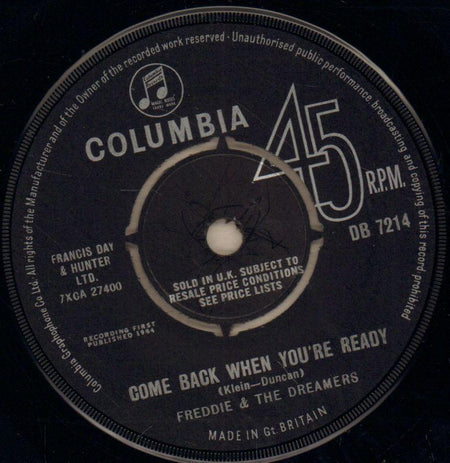 Columbia Graphophone Co. Ltd. All rights of the Manufacturer and of the Owner of the recorded work reserved - Unauthorised public performance broadcasting and copying of this record prohibited
COLUMBIA
45
R.P.M.
DB 7214
FRANCIS DAY
& HUNTER
LTD.
7XCA 27400
SOLD IN U.K. SUBJECT TO
RESALE PRICE CONDITIONS
SEE PRICE LISTS
RECORDING FIRST
PUBLISHED 1964
COME BACK WHEN YOU'RE READY
(Klein—Duncan)
FREDDIE & THE DREAMERS
MADE IN Gt. BRITAIN